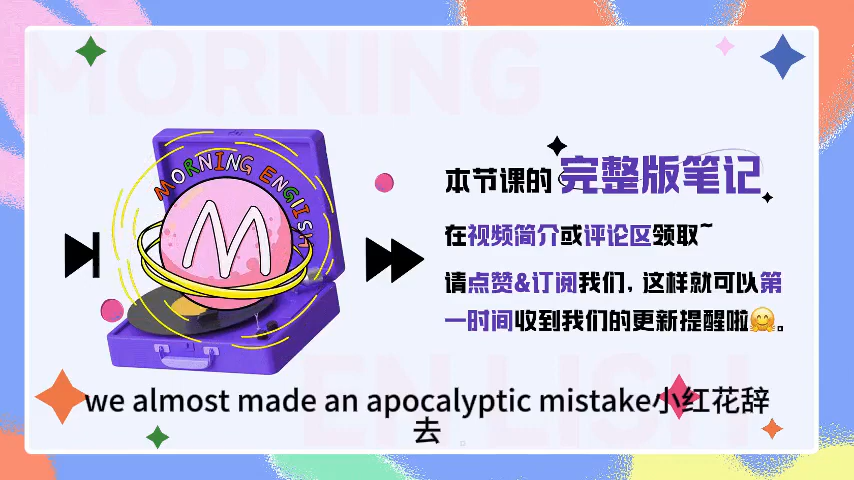 MORNING
MORNING ENGLISH
M
本节课的 完整版笔记
在视频简介或评论区领取~
请点赞&订阅我们, 这样就可以第
一时间收到我们的更新提醒啦🤗。
EN LISH
we almost made an apocalyptic mistake小红花辞
去